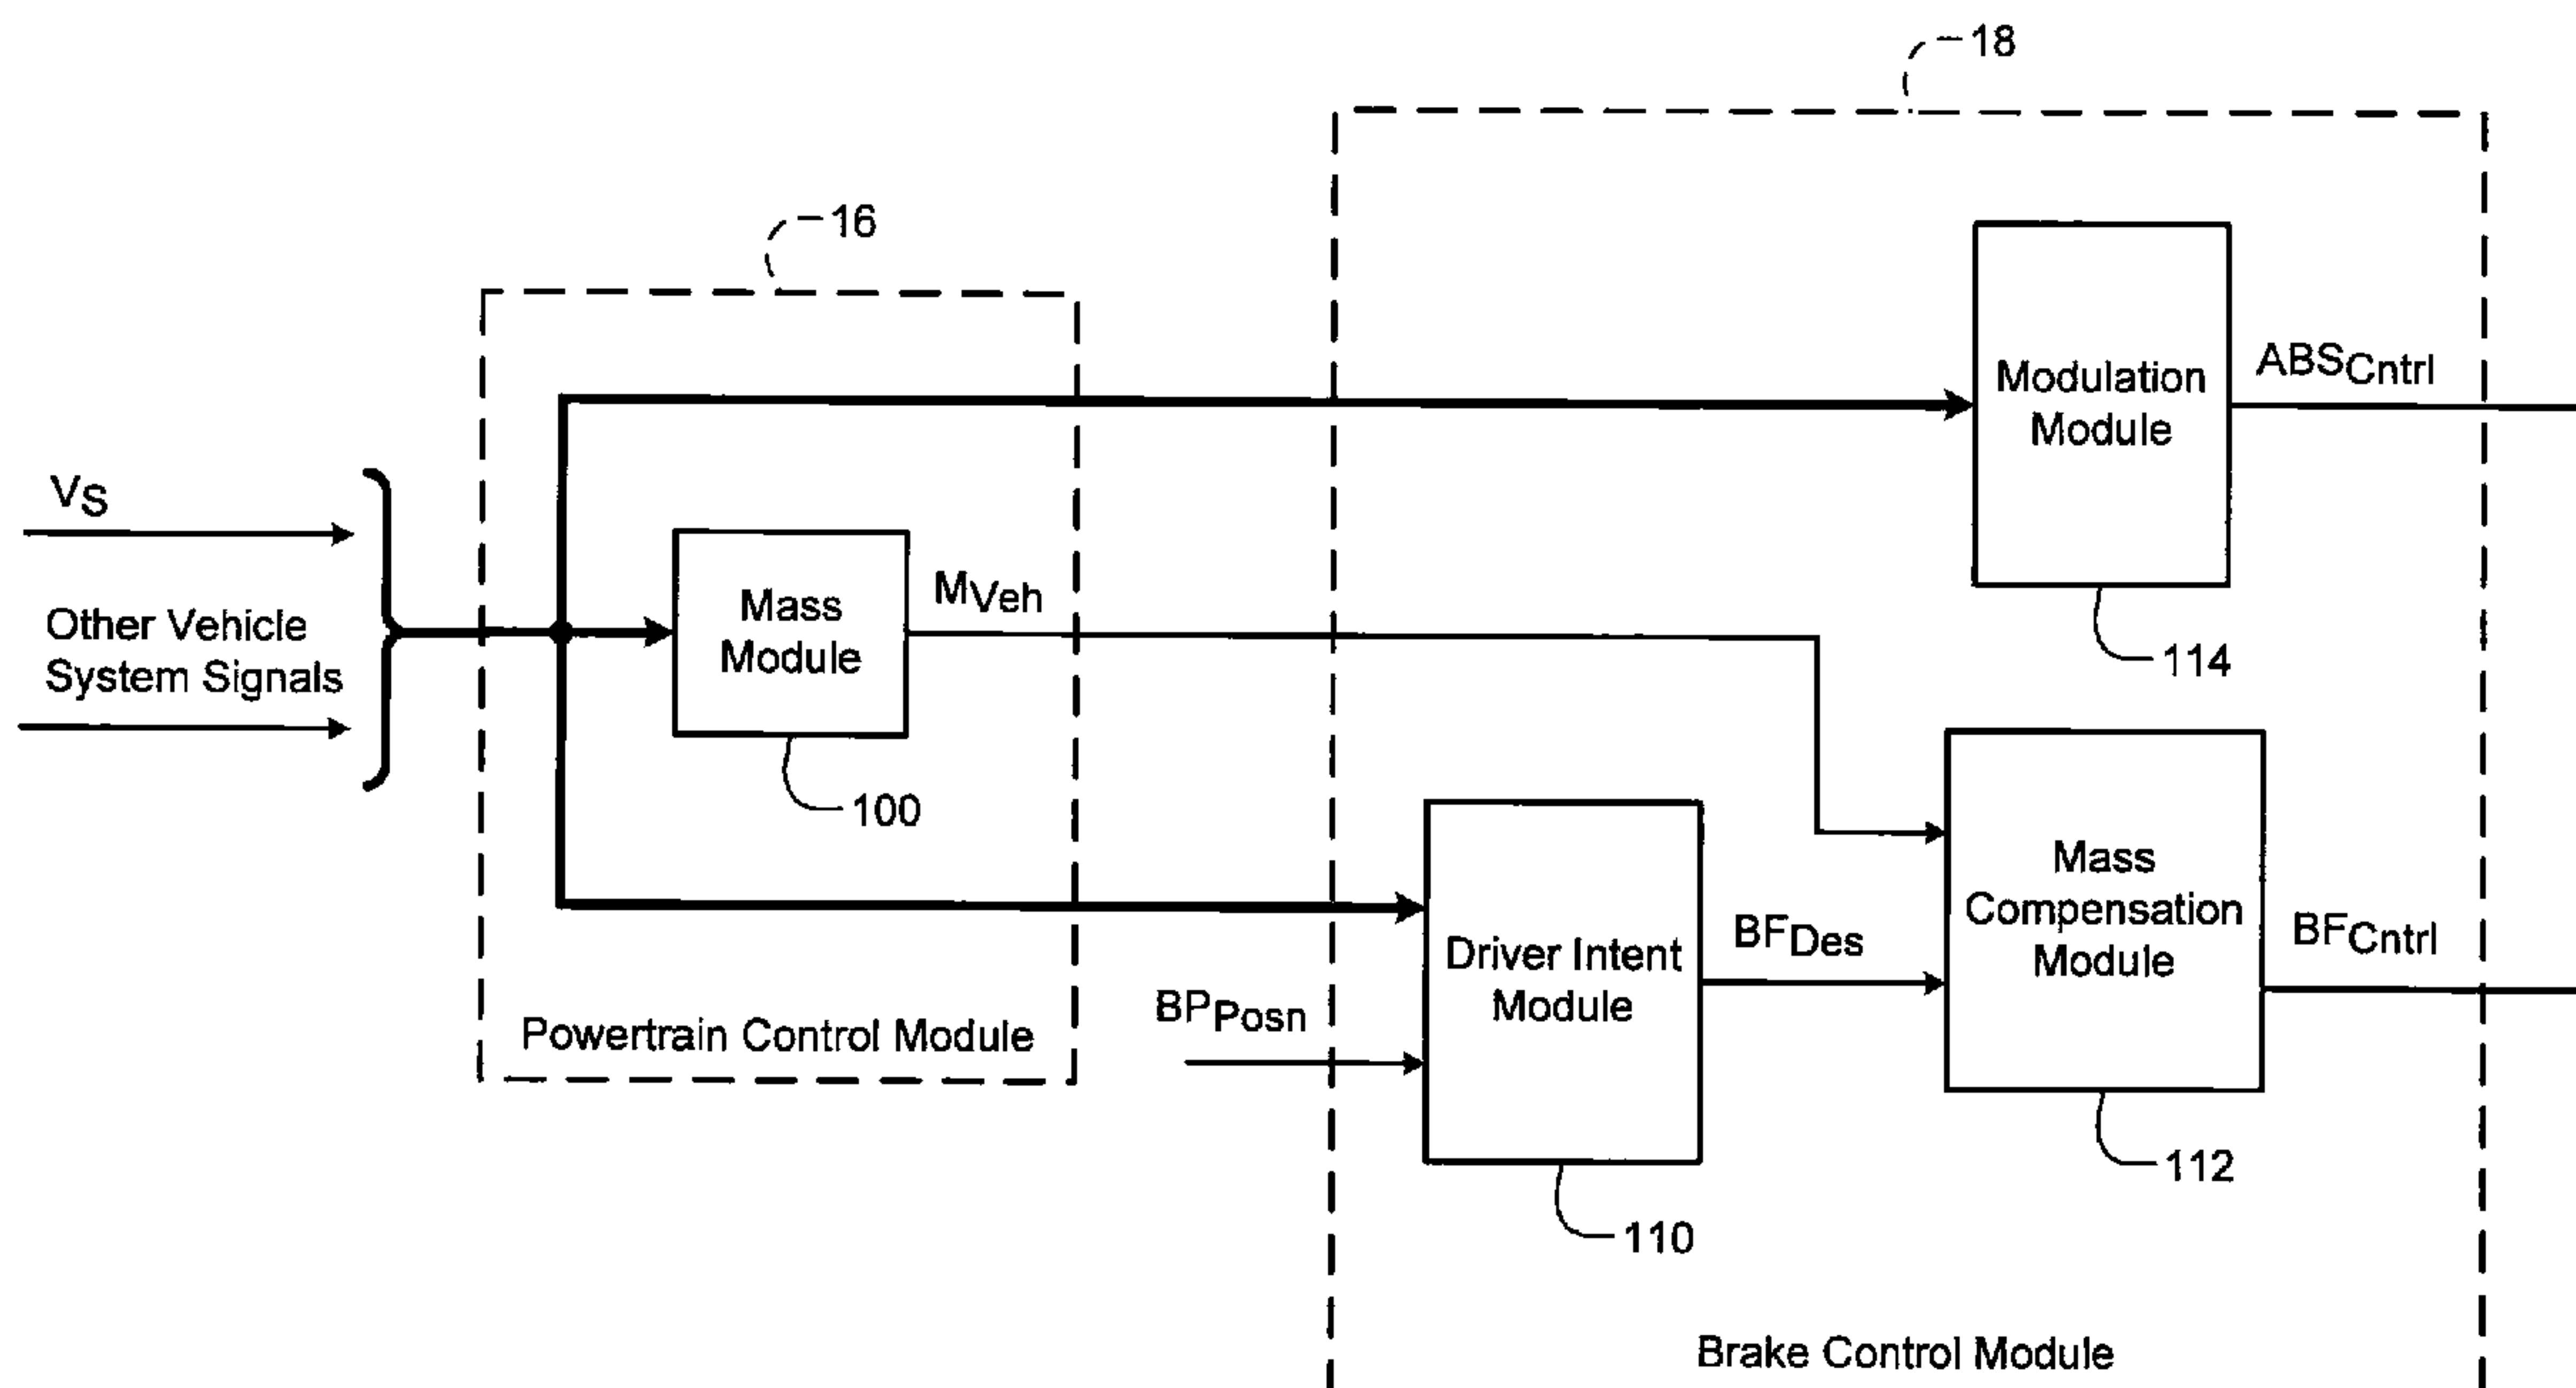 18
16
Modulation
Module
ABSCntrl
VS
Other Vehicle
System Signals
Mass
Module
MVeh
114
100
Mass
Compensation
Module
Driver Intent
Module
BFDes
BFCntrl
BPPosn
Powertrain Control Module
112
110
Brake Control Module